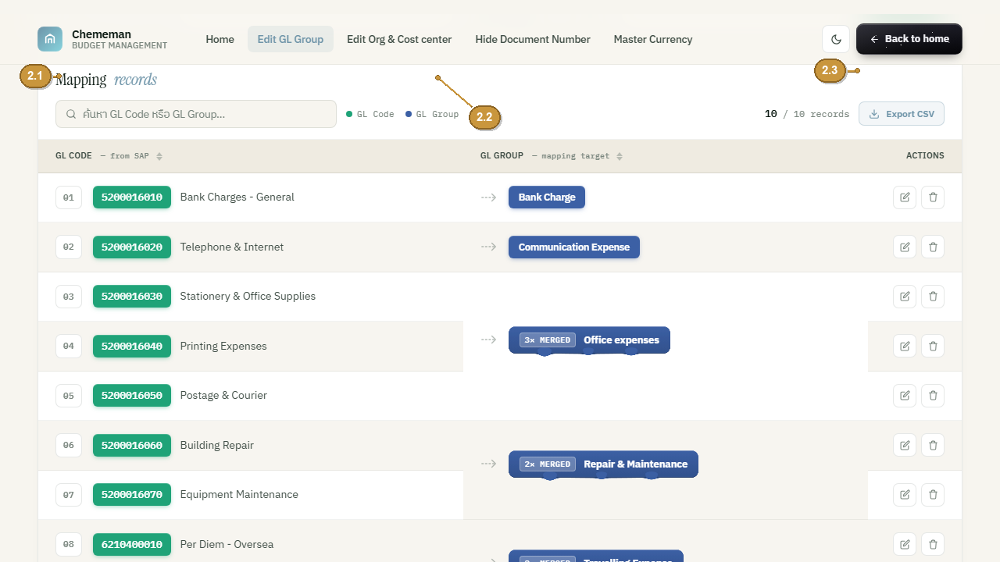 Chememan
BUDGET MANAGEMENT
Home
Edit GL Group
Edit Org & Cost center
Hide Document Number
Master Currency
Back to home
2.1
Mapping records
2.3
ค้นหา GL Code หรือ GL Group...
GL Code
GL Group
2.2
10 / 10 records
Export CSV
GL CODE — from SAP
GL GROUP — mapping target
ACTIONS
01 5200016010 Bank Charges - General Bank Charge
02 5200016020 Telephone & Internet Communication Expense
03 5200016030 Stationery & Office Supplies
04 5200016040 Printing Expenses
3× MERGED Office expenses
05 5200016050 Postage & Courier
06 5200016060 Building Repair
2× MERGED Repair & Maintenance
07 5200016070 Equipment Maintenance
08 6210400010 Per Diem - Oversea
MERGED Travelling Expense